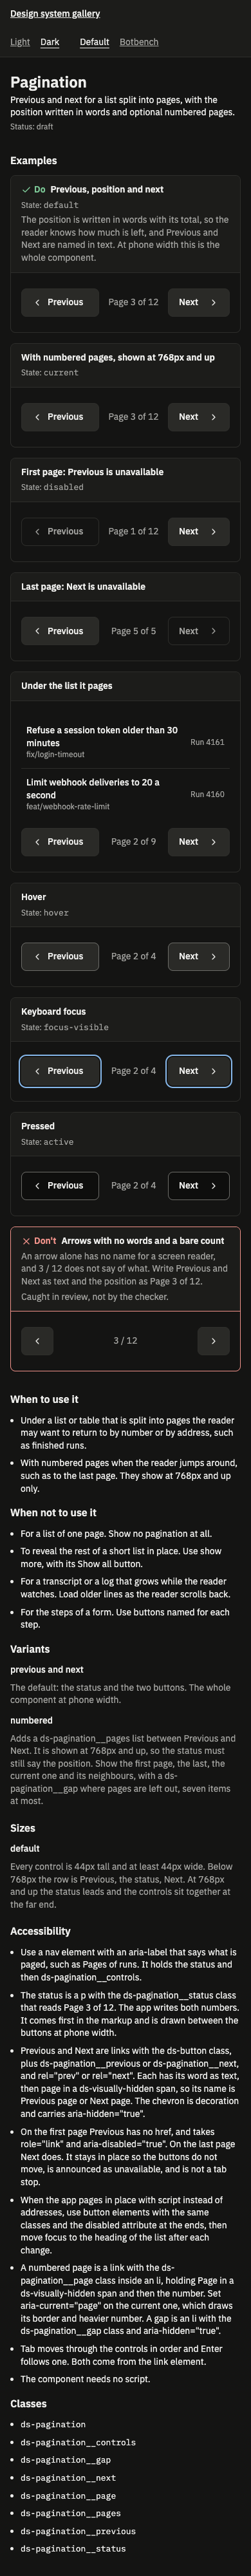 Design system gallery
Light Dark Default Botbench
Pagination
Previous and next for a list split into pages, with the
position written in words and optional numbered pages.
Status: draft
Examples
Do Previous, position and next
State: default
The position is written in words with its total, so the
reader knows how much is left, and Previous and
Next are named in text. At phone width this is the
whole component.
Previous Page 3 of 12 Next
With numbered pages, shown at 768px and up
State: current
Previous Page 3 of 12 Next
First page: Previous is unavailable
State: disabled
Previous Page 1 of 12 Next
Last page: Next is unavailable
Previous Page 5 of 5 Next
Under the list it pages
Refuse a session token older than 30
minutes
fix/login-timeout
Run 4161
Limit webhook deliveries to 20 a
second
feat/webhook-rate-limit
Run 4160
Previous Page 2 of 9 Next
Hover
State: hover
Previous Page 2 of 4 Next
Keyboard focus
State: focus-visible
Previous Page 2 of 4 Next
Pressed
State: active
Previous Page 2 of 4 Next
Don't Arrows with no words and a bare count
An arrow alone has no name for a screen reader,
and 3 / 12 does not say of what. Write Previous and
Next as text and the position as Page 3 of 12.
Caught in review, not by the checker.
3 / 12
When to use it
• Under a list or table that is split into pages the reader
may want to return to by number or by address, such
as finished runs.
• With numbered pages when the reader jumps around,
such as to the last page. They show at 768px and up
only.
When not to use it
• For a list of one page. Show no pagination at all.
• To reveal the rest of a short list in place. Use show
more, with its Show all button.
• For a transcript or a log that grows while the reader
watches. Load older lines as the reader scrolls back.
• For the steps of a form. Use buttons named for each
step.
Variants
previous and next
The default: the status and the two buttons. The whole
component at phone width.
numbered
Adds a ds-pagination__pages list between Previous and
Next. It is shown at 768px and up, so the status must
still say the position. Show the first page, the last, the
current one and its neighbours, with a ds-
pagination__gap where pages are left out, seven items
at most.
Sizes
default
Every control is 44px tall and at least 44px wide. Below
768px the row is Previous, the status, Next. At 768px
and up the status leads and the controls sit together at
the far end.
Accessibility
• Use a nav element with an aria-label that says what is
paged, such as Pages of runs. It holds the status and
then ds-pagination__controls.
• The status is a p with the ds-pagination__status class
that reads Page 3 of 12. The app writes both numbers.
It comes first in the markup and is drawn between the
buttons at phone width.
• Previous and Next are links with the ds-button class,
plus ds-pagination__previous or ds-pagination__next,
and rel="prev" or rel="next". Each has its word as text,
then page in a ds-visually-hidden span, so its name is
Previous page or Next page. The chevron is decoration
and carries aria-hidden="true".
• On the first page Previous has no href, and takes
role="link" and aria-disabled="true". On the last page
Next does. It stays in place so the buttons do not
move, is announced as unavailable, and is not a tab
stop.
• When the app pages in place with script instead of
addresses, use button elements with the same
classes and the disabled attribute at the ends, then
move focus to the heading of the list after each
change.
• A numbered page is a link with the ds-
pagination__page class inside an li, holding Page in a
ds-visually-hidden span and then the number. Set
aria-current="page" on the current one, which draws
its border and heavier number. A gap is an li with the
ds-pagination__gap class and aria-hidden="true".
• Tab moves through the controls in order and Enter
follows one. Both come from the link element.
• The component needs no script.
Classes
• ds-pagination
• ds-pagination__controls
• ds-pagination__gap
• ds-pagination__next
• ds-pagination__page
• ds-pagination__pages
• ds-pagination__previous
• ds-pagination__status